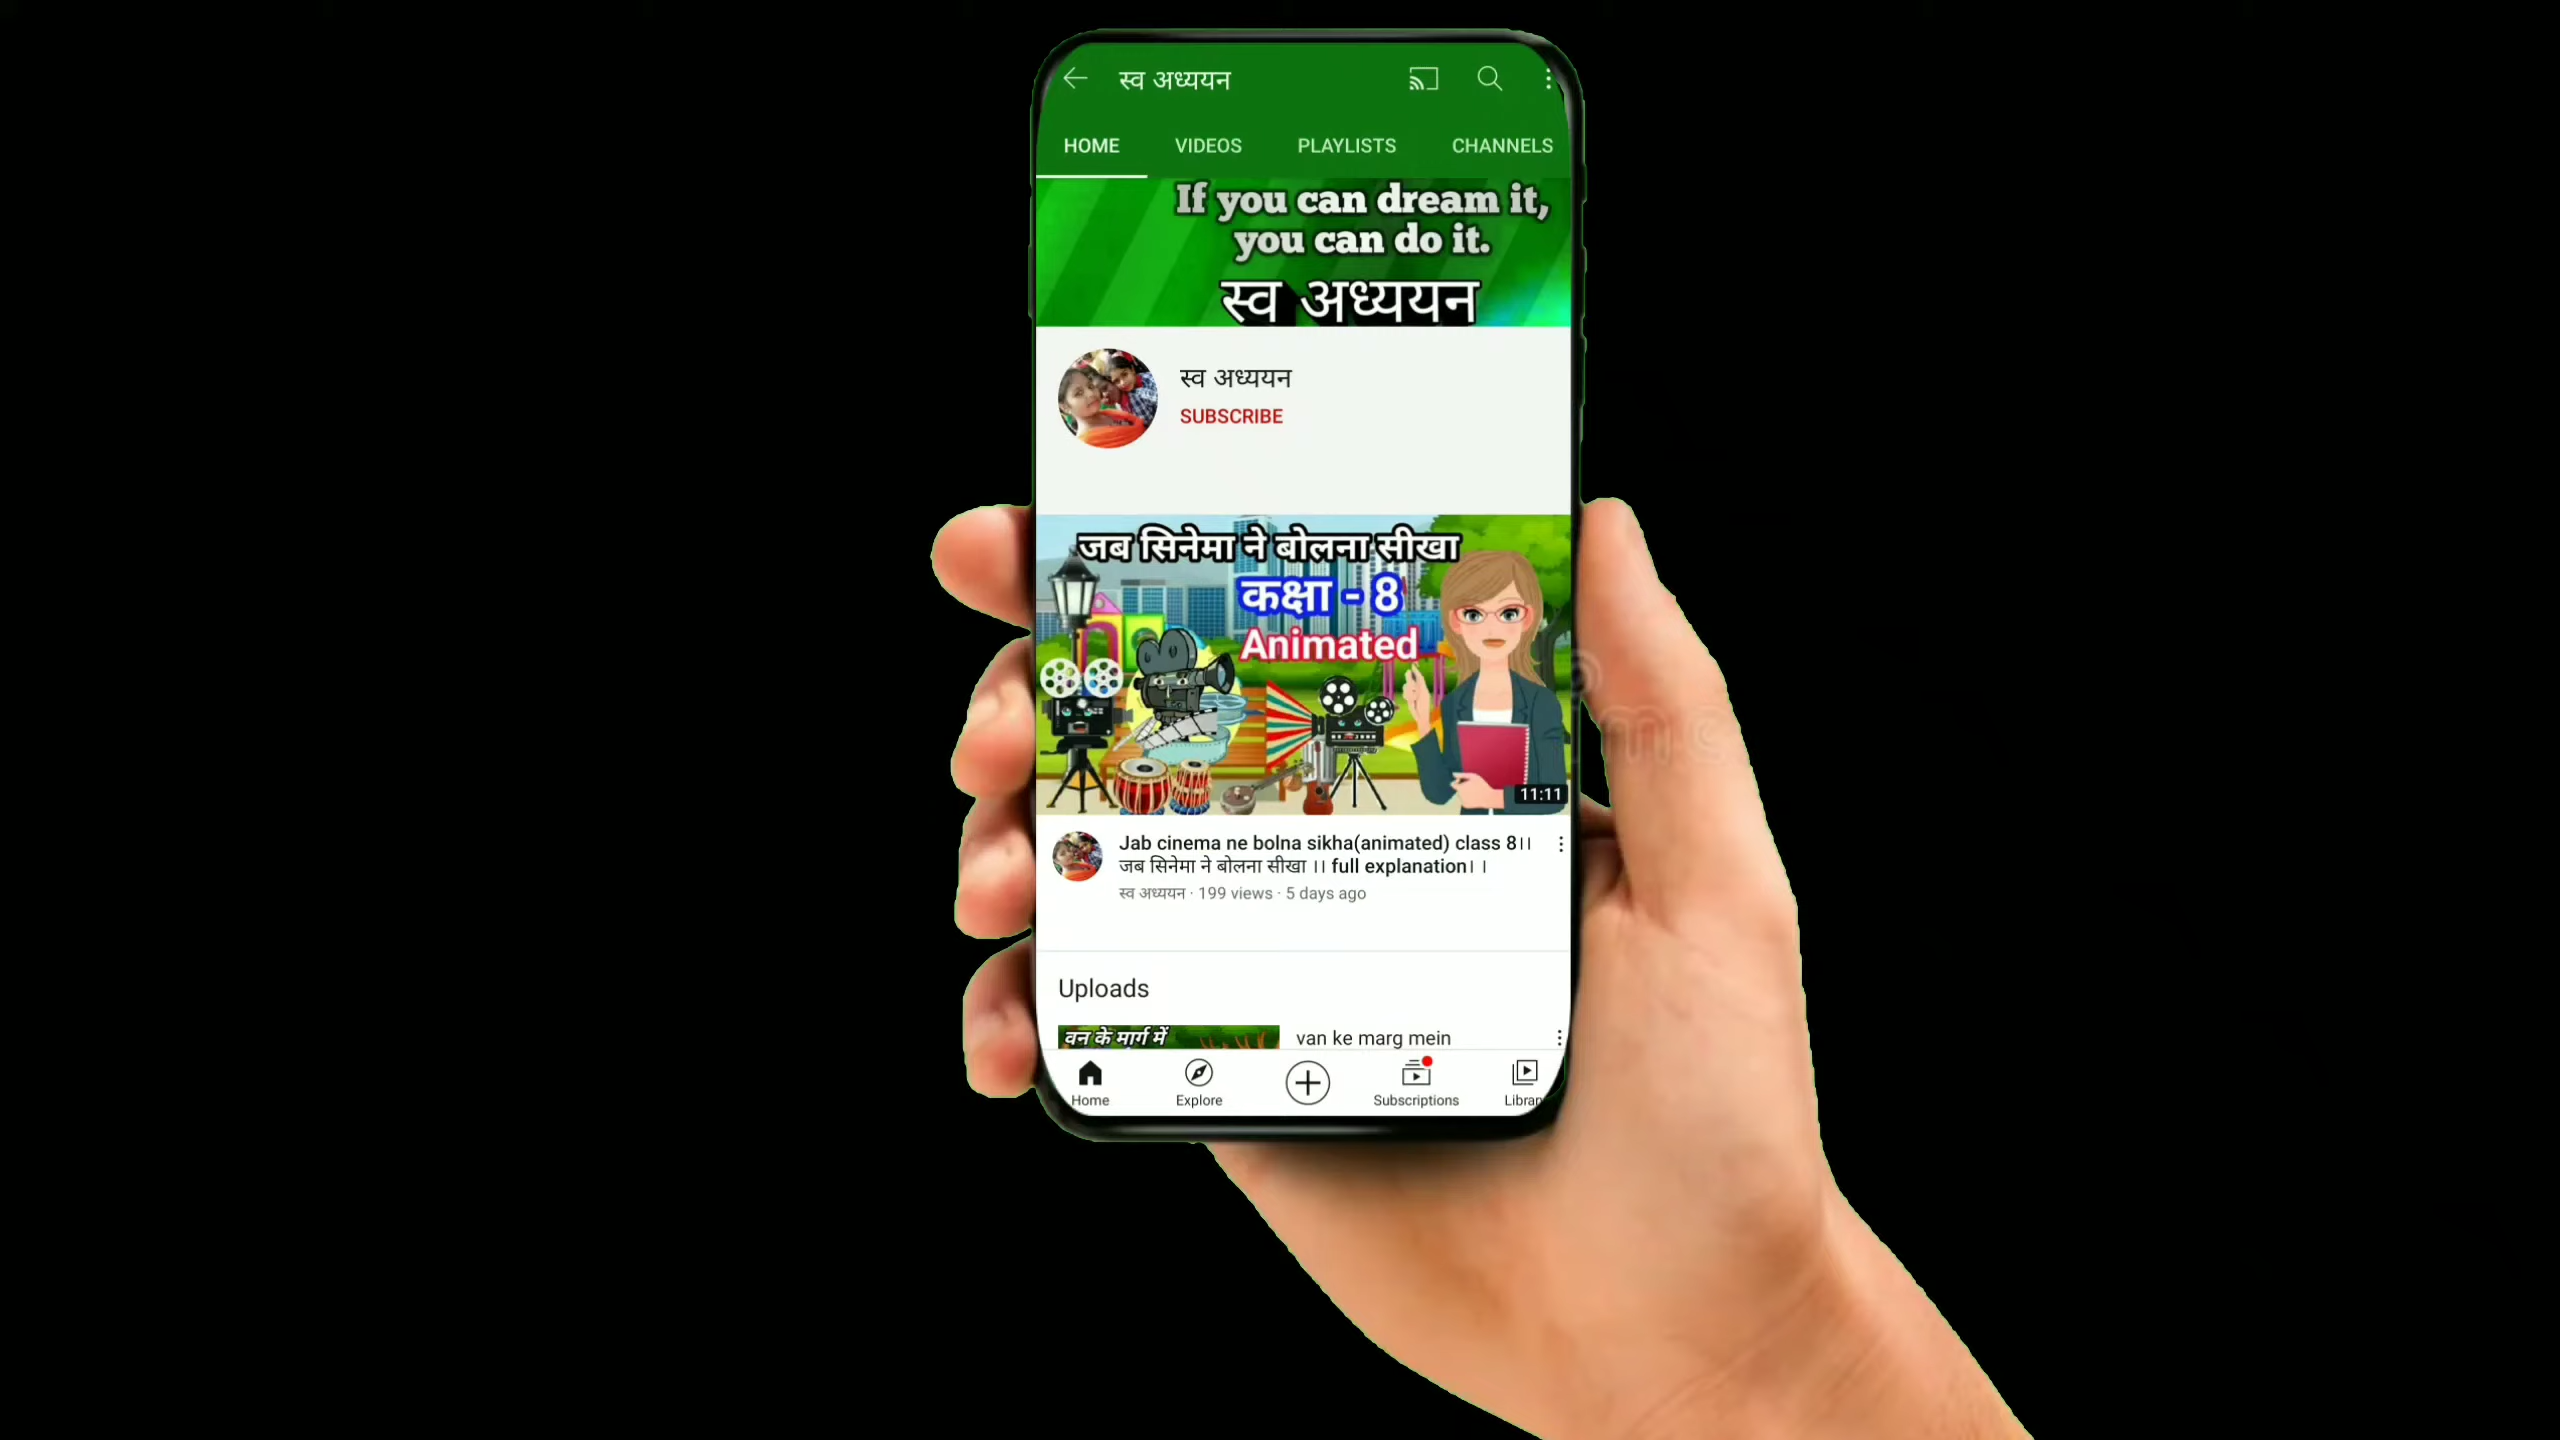 स्व अध्ययन
HOME VIDEOS PLAYLISTS CHANNELS
If you can dream it,
you can do it.
स्व अध्ययन
स्व अध्ययन
SUBSCRIBE
जब सिनेमा ने बोलना सीखा
कक्षा - 8
Animated
11:11
Jab cinema ne bolna sikha(animated) class 8।।
जब सिनेमा ने बोलना सीखा ।। full explanation।।
स्व अध्ययन · 199 views · 5 days ago
Uploads
वन के मार्ग में
van ke marg mein
Home Explore Subscriptions Librar